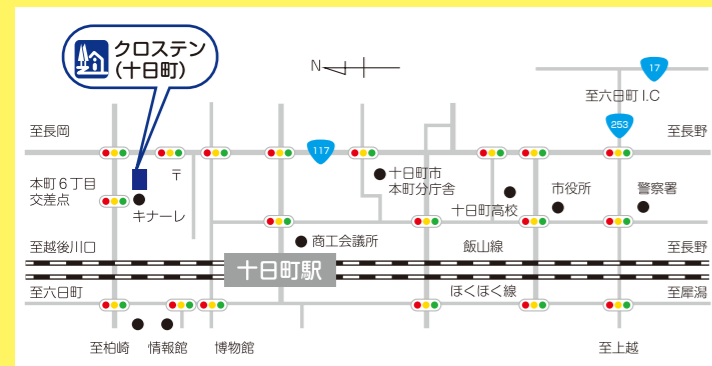 クロステン
(十日町)
N
17
至六日町 I.C
253
至長岡
117
至長野
本町6丁目
交差点
〒
キナーレ
十日町市
本町分庁舎
十日町高校
市役所
警察署
商工会議所
飯山線
至越後川口
至長野
十日町駅
至六日町
ほくほく線
至犀潟
至柏崎
情報館
博物館
至上越